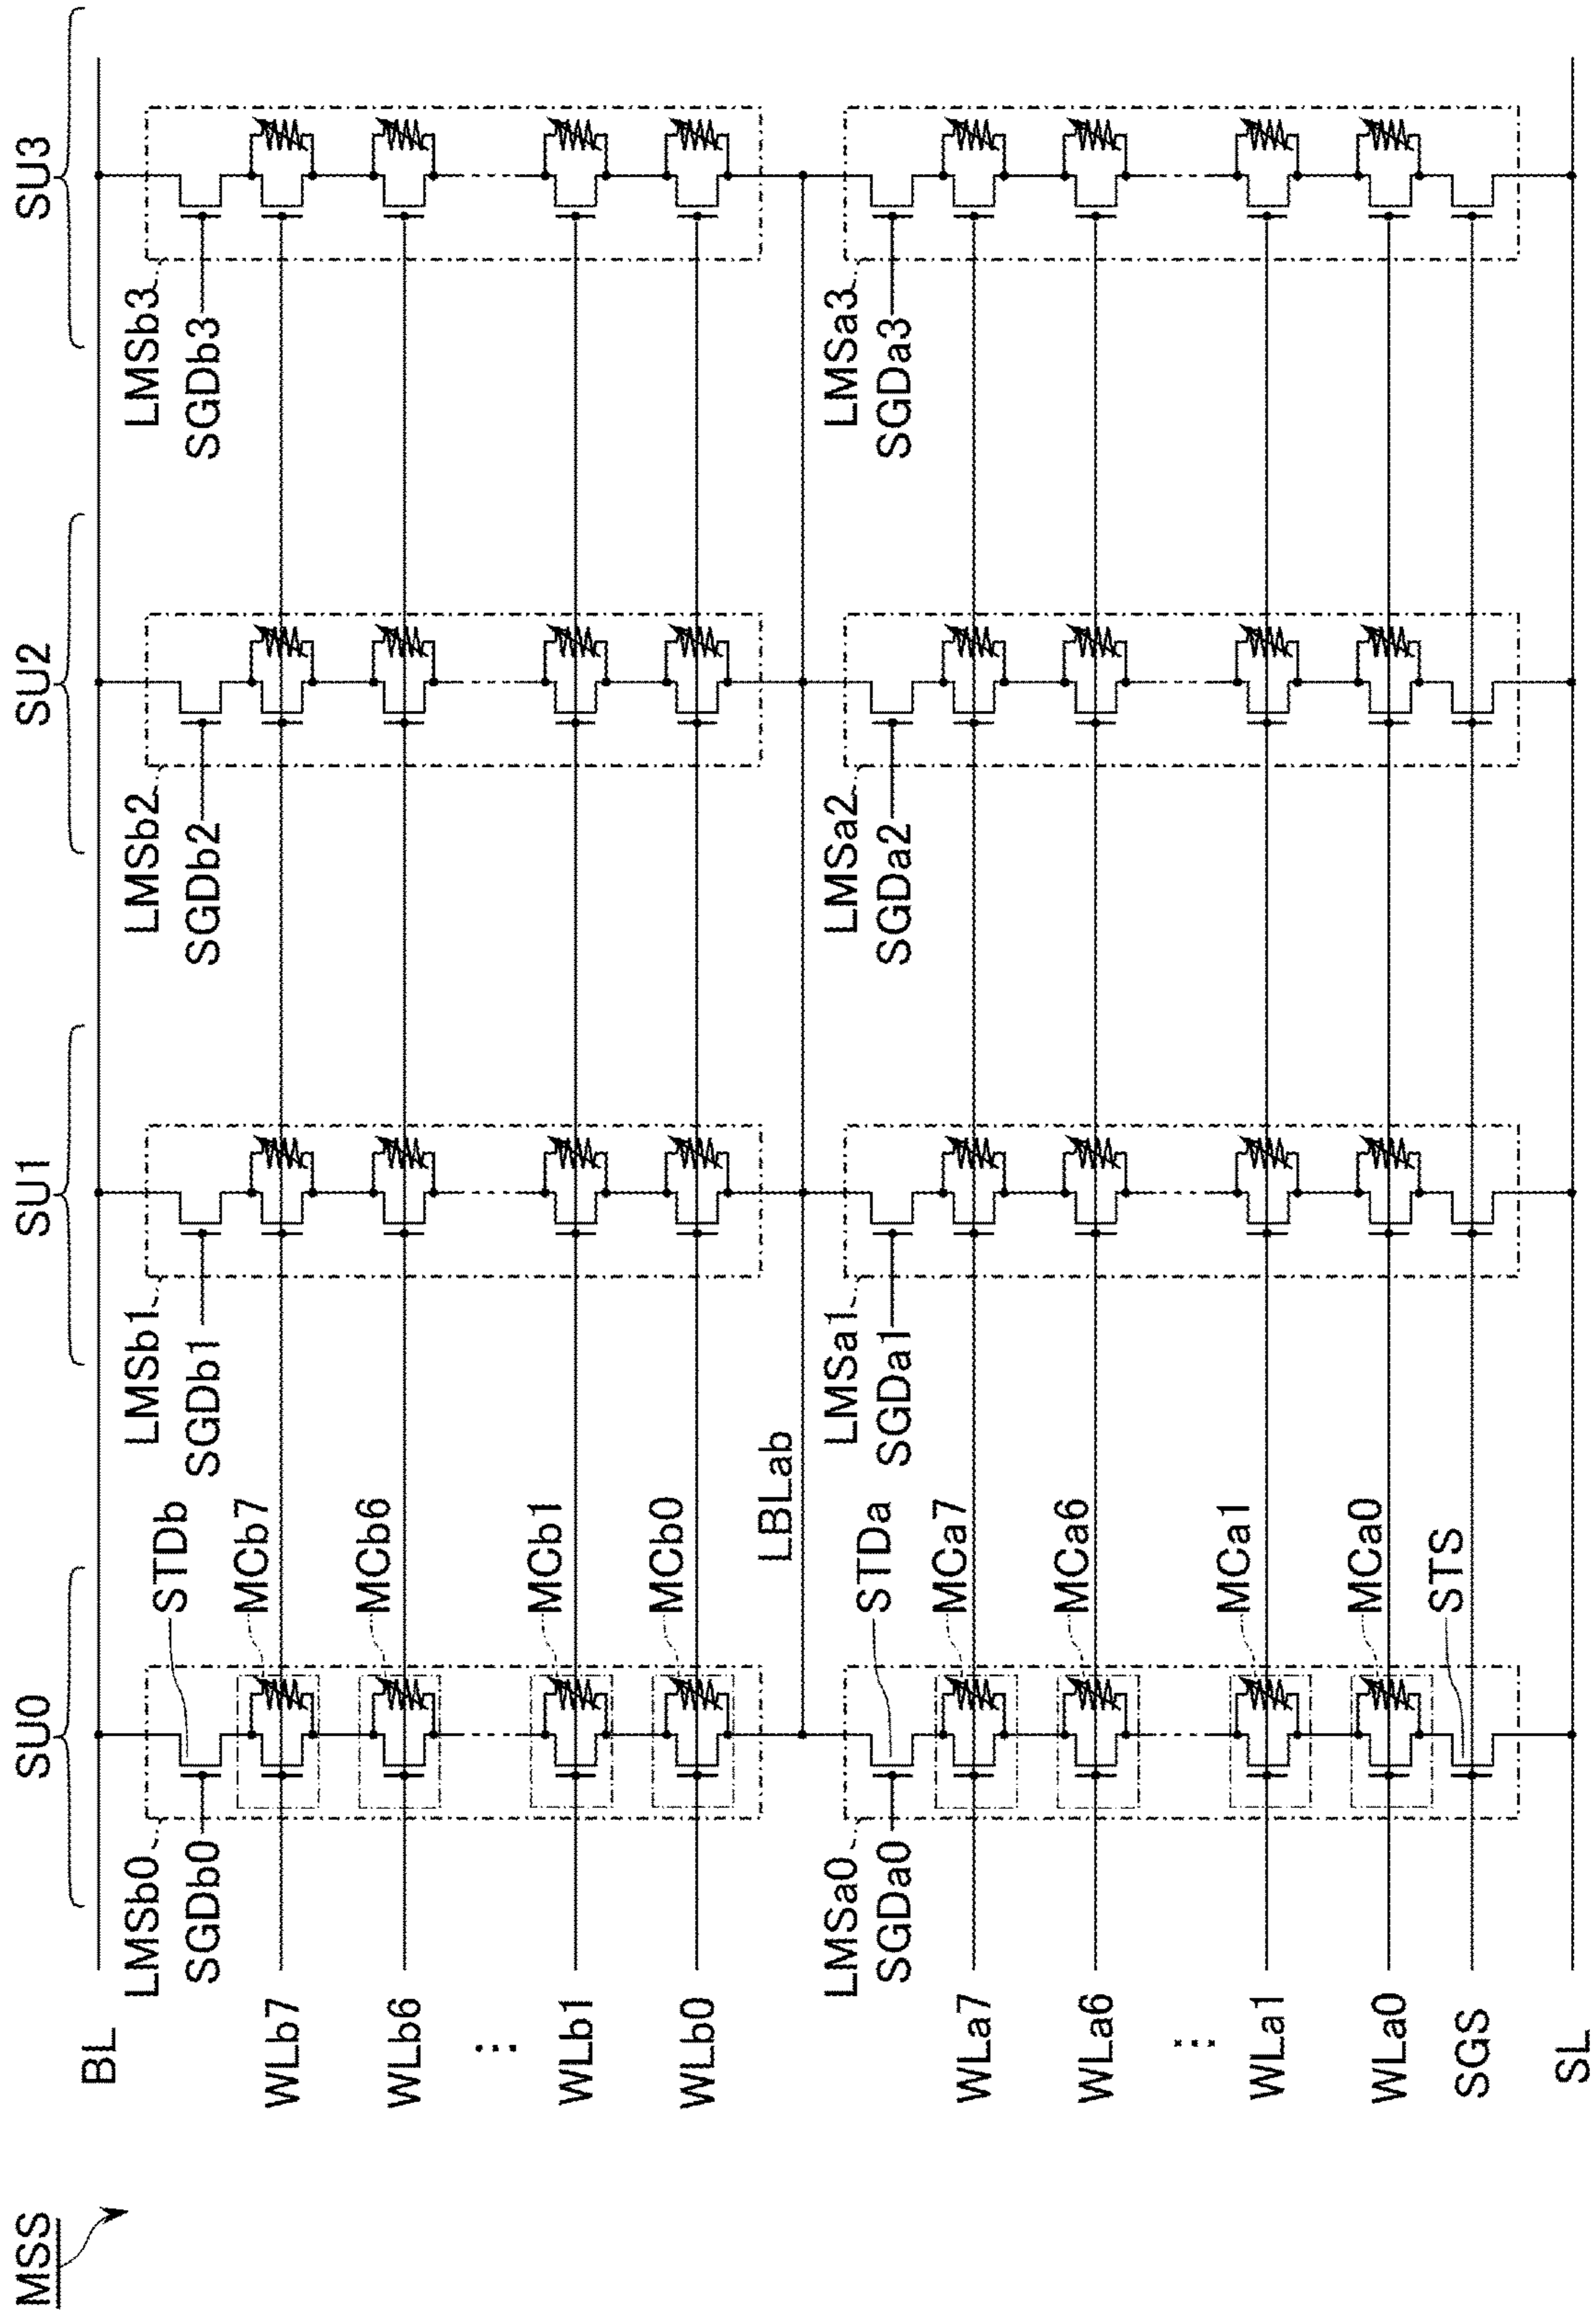 MSS
SU0
SU1
SU2
SU3
BL
LMSb0
LMSb1
LMSb2
LMSb3
SGDb0
STDb
SGDb1
SGDb2
SGDb3
WLb7
MCb7
WLb6
MCb6
⋮
WLb1
MCb1
WLb0
MCb0
LBLab
LMSa0
LMSa1
LMSa2
LMSa3
SGDa0
STDa
SGDa1
SGDa2
SGDa3
WLa7
MCa7
WLa6
MCa6
⋮
WLa1
MCa1
WLa0
MCa0
SGS
STS
SL